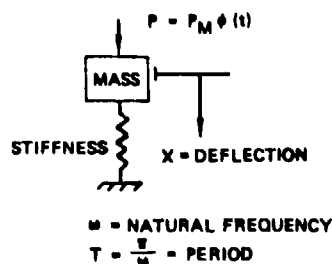 P = P_M φ(t)
MASS
STIFFNESS
X = DEFLECTION
ω = NATURAL FREQUENCY
T = = PERIOD